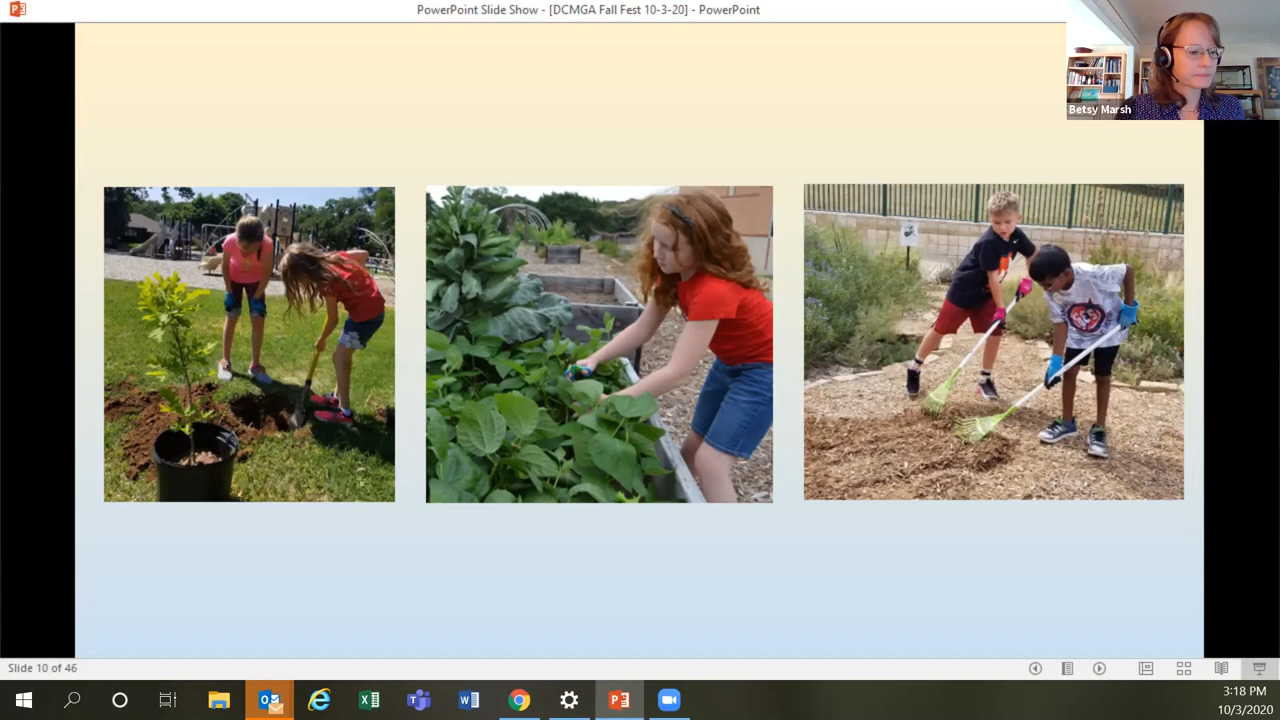 PowerPoint Slide Show - [DCMGA Fall Fest 10-3-20] - PowerPoint
Betsy Marsh
Slide 10 of 46
3:18 PM
10/3/2020